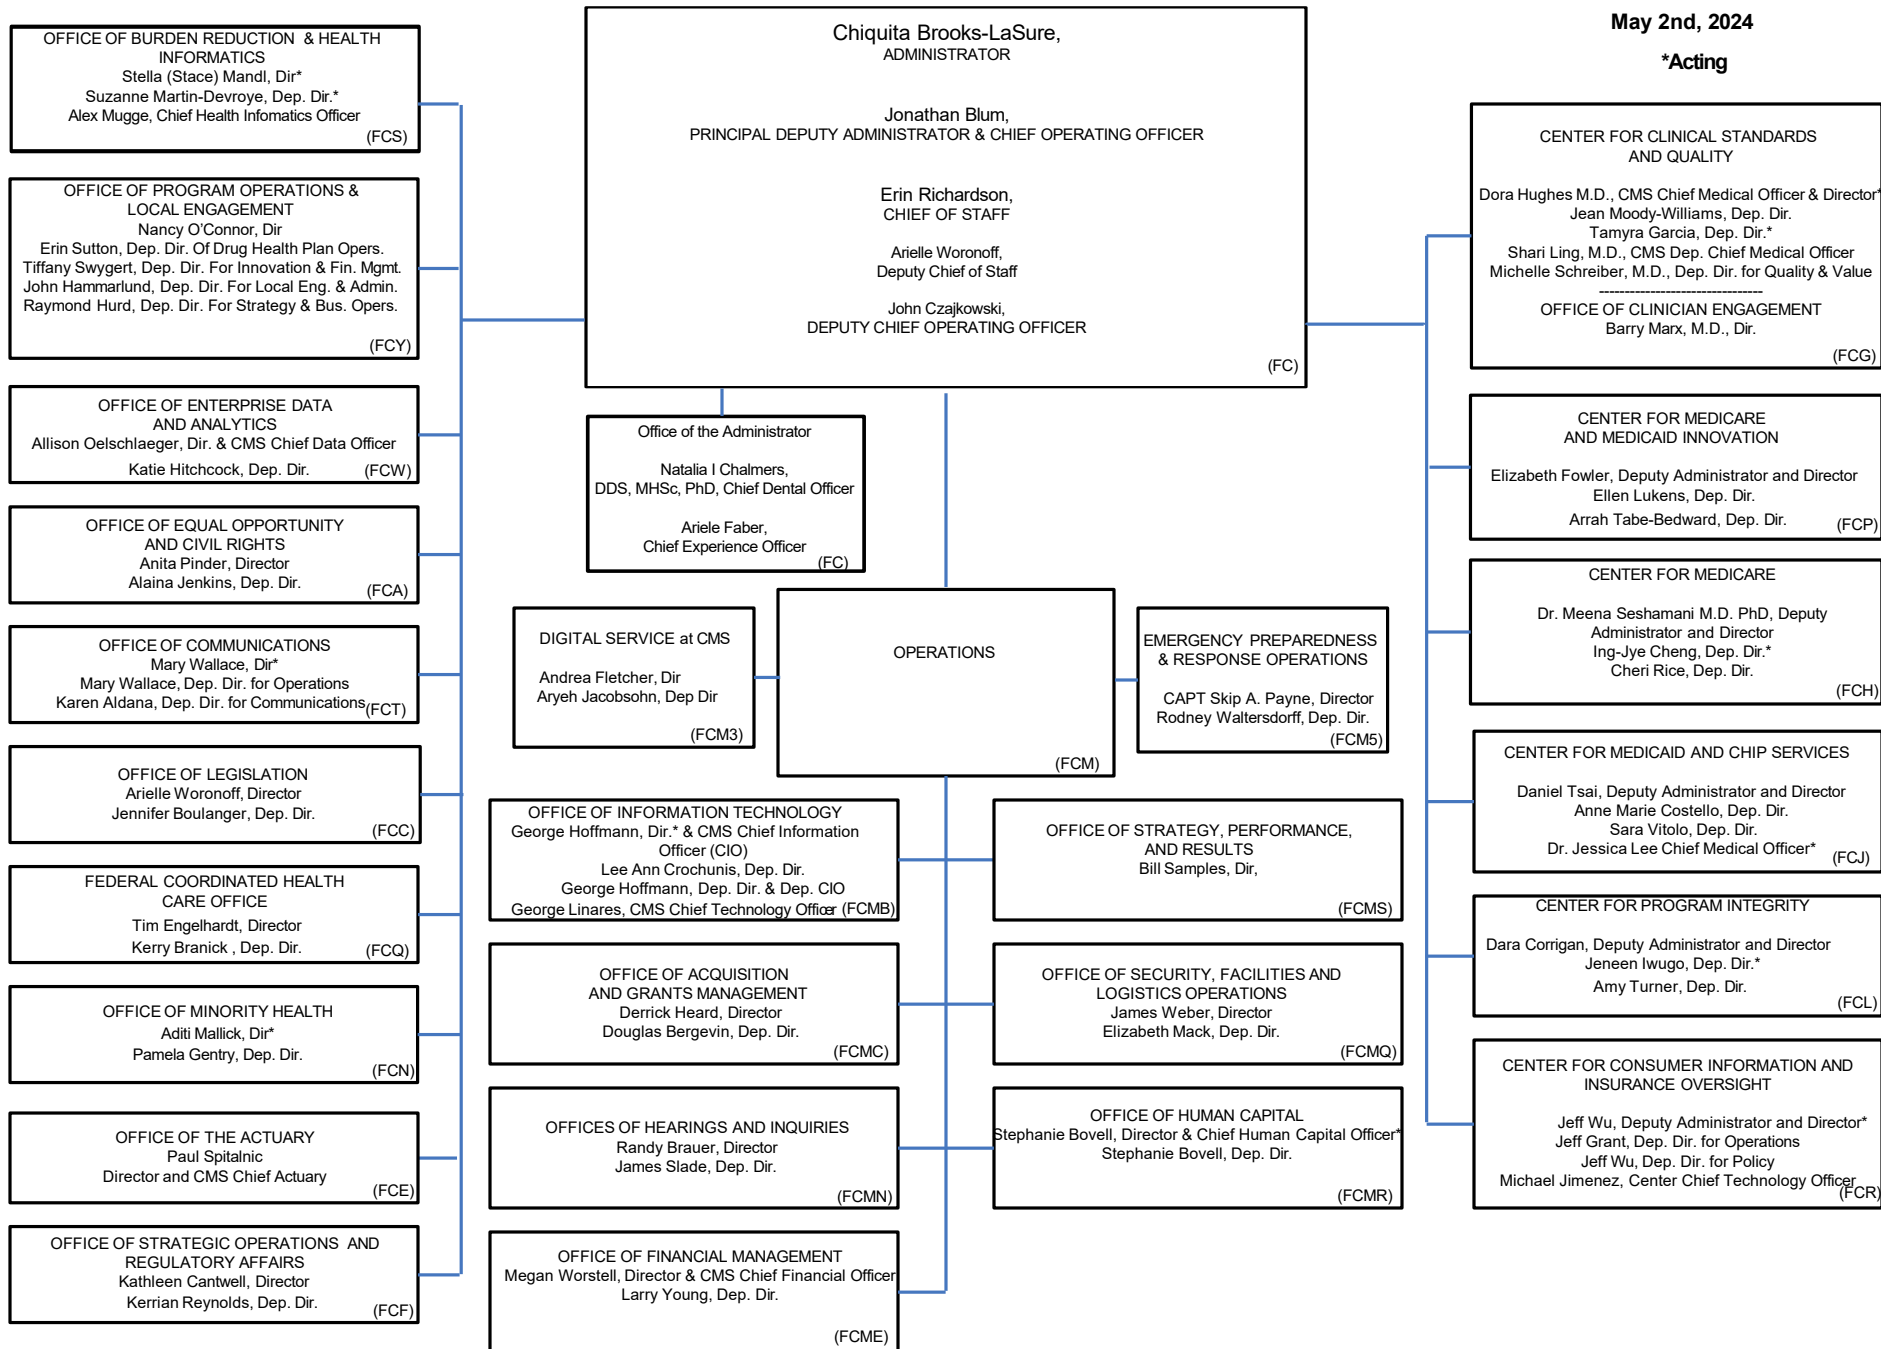 May 2nd, 2024
*Acting
Chiquita Brooks-LaSure,
ADMINISTRATOR
Jonathan Blum,
PRINCIPAL DEPUTY ADMINISTRATOR & CHIEF OPERATING OFFICER
Erin Richardson,
CHIEF OF STAFF
Arielle Woronoff,
Deputy Chief of Staff
John Czajkowski,
DEPUTY CHIEF OPERATING OFFICER
(FC)
OFFICE OF BURDEN REDUCTION & HEALTH
INFORMATICS
Stella (Stace) Mandl, Dir*
Suzanne Martin-Devroye, Dep. Dir.*
Alex Mugge, Chief Health Infomatics Officer
(FCS)
OFFICE OF PROGRAM OPERATIONS &
LOCAL ENGAGEMENT
Nancy O'Connor, Dir
Erin Sutton, Dep. Dir. Of Drug Health Plan Opers.
Tiffany Swygert, Dep. Dir. For Innovation & Fin. Mgmt.
John Hammarlund, Dep. Dir. For Local Eng. & Admin.
Raymond Hurd, Dep. Dir. For Strategy & Bus. Opers.
(FCY)
OFFICE OF ENTERPRISE DATA
AND ANALYTICS
Allison Oelschlaeger, Dir. & CMS Chief Data Officer
Katie Hitchcock, Dep. Dir.
(FCW)
OFFICE OF EQUAL OPPORTUNITY
AND CIVIL RIGHTS
Anita Pinder, Director
Alaina Jenkins, Dep. Dir.
(FCA)
OFFICE OF COMMUNICATIONS
Mary Wallace, Dir*
Mary Wallace, Dep. Dir. for Operations
Karen Aldana, Dep. Dir. for Communications
(FCT)
OFFICE OF LEGISLATION
Arielle Woronoff, Director
Jennifer Boulanger, Dep. Dir.
(FCC)
FEDERAL COORDINATED HEALTH
CARE OFFICE
Tim Engelhardt, Director
Kerry Branick , Dep. Dir.
(FCQ)
OFFICE OF MINORITY HEALTH
Aditi Mallick, Dir*
Pamela Gentry, Dep. Dir.
(FCN)
OFFICE OF THE ACTUARY
Paul Spitalnic
Director and CMS Chief Actuary
(FCE)
OFFICE OF STRATEGIC OPERATIONS AND
REGULATORY AFFAIRS
Kathleen Cantwell, Director
Kerrian Reynolds, Dep. Dir.
(FCF)
Office of the Administrator
Natalia I Chalmers,
DDS, MHSc, PhD, Chief Dental Officer
Ariele Faber,
Chief Experience Officer
(FC)
DIGITAL SERVICE at CMS
Andrea Fletcher, Dir
Aryeh Jacobsohn, Dep Dir
(FCM3)
OPERATIONS
(FCM)
EMERGENCY PREPAREDNESS
& RESPONSE OPERATIONS
CAPT Skip A. Payne, Director
Rodney Waltersdorff, Dep. Dir.
(FCM5)
OFFICE OF INFORMATION TECHNOLOGY
George Hoffmann, Dir.* & CMS Chief Information
Officer (CIO)
Lee Ann Crochunis, Dep. Dir.
George Hoffmann, Dep. Dir. & Dep. CIO
George Linares, CMS Chief Technology Officer (FCMB)
OFFICE OF STRATEGY, PERFORMANCE,
AND RESULTS
Bill Samples, Dir,
(FCMS)
OFFICE OF ACQUISITION
AND GRANTS MANAGEMENT
Derrick Heard, Director
Douglas Bergevin, Dep. Dir.
(FCMC)
OFFICE OF SECURITY, FACILITIES AND
LOGISTICS OPERATIONS
James Weber, Director
Elizabeth Mack, Dep. Dir.
(FCMQ)
OFFICES OF HEARINGS AND INQUIRIES
Randy Brauer, Director
James Slade, Dep. Dir.
(FCMN)
OFFICE OF HUMAN CAPITAL
Stephanie Bovell, Director & Chief Human Capital Officer*
Stephanie Bovell, Dep. Dir.
(FCMR)
OFFICE OF FINANCIAL MANAGEMENT
Megan Worstell, Director & CMS Chief Financial Officer
Larry Young, Dep. Dir.
(FCME)
CENTER FOR CLINICAL STANDARDS
AND QUALITY
Dora Hughes M.D., CMS Chief Medical Officer & Director*
Jean Moody-Williams, Dep. Dir.
Tamyra Garcia, Dep. Dir.*
Shari Ling, M.D., CMS Dep. Chief Medical Officer
Michelle Schreiber, M.D., Dep. Dir. for Quality & Value
--------------------------------
OFFICE OF CLINICIAN ENGAGEMENT
Barry Marx, M.D., Dir.
(FCG)
CENTER FOR MEDICARE
AND MEDICAID INNOVATION
Elizabeth Fowler, Deputy Administrator and Director
Ellen Lukens, Dep. Dir.
Arrah Tabe-Bedward, Dep. Dir.
(FCP)
CENTER FOR MEDICARE
Dr. Meena Seshamani M.D. PhD, Deputy
Administrator and Director
Ing-Jye Cheng, Dep. Dir.*
Cheri Rice, Dep. Dir.
(FCH)
CENTER FOR MEDICAID AND CHIP SERVICES
Daniel Tsai, Deputy Administrator and Director
Anne Marie Costello, Dep. Dir.
Sara Vitolo, Dep. Dir.
Dr. Jessica Lee Chief Medical Officer*
(FCJ)
CENTER FOR PROGRAM INTEGRITY
Dara Corrigan, Deputy Administrator and Director
Jeneen Iwugo, Dep. Dir.*
Amy Turner, Dep. Dir.
(FCL)
CENTER FOR CONSUMER INFORMATION AND
INSURANCE OVERSIGHT
Jeff Wu, Deputy Administrator and Director*
Jeff Grant, Dep. Dir. for Operations
Jeff Wu, Dep. Dir. for Policy
Michael Jimenez, Center Chief Technology Officer
(FCR)